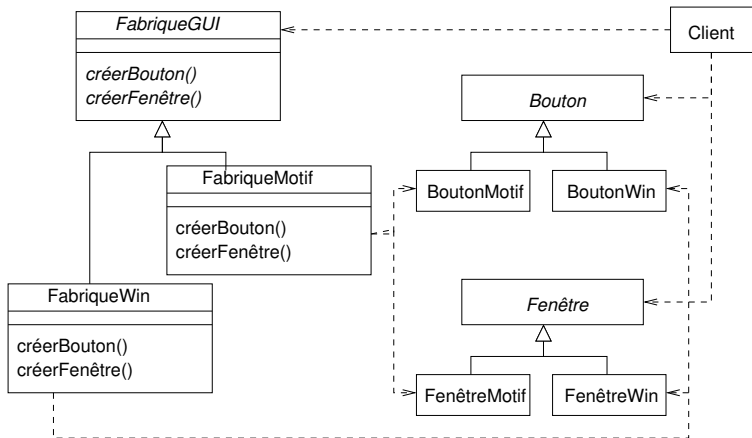 FabriqueGUI
créerBouton()
créerFenêtre()
Client
Bouton
FabriqueMotif
créerBouton()
créerFenêtre()
BoutonMotif
BoutonWin
FabriqueWin
créerBouton()
créerFenêtre()
Fenêtre
FenêtreMotif
FenêtreWin